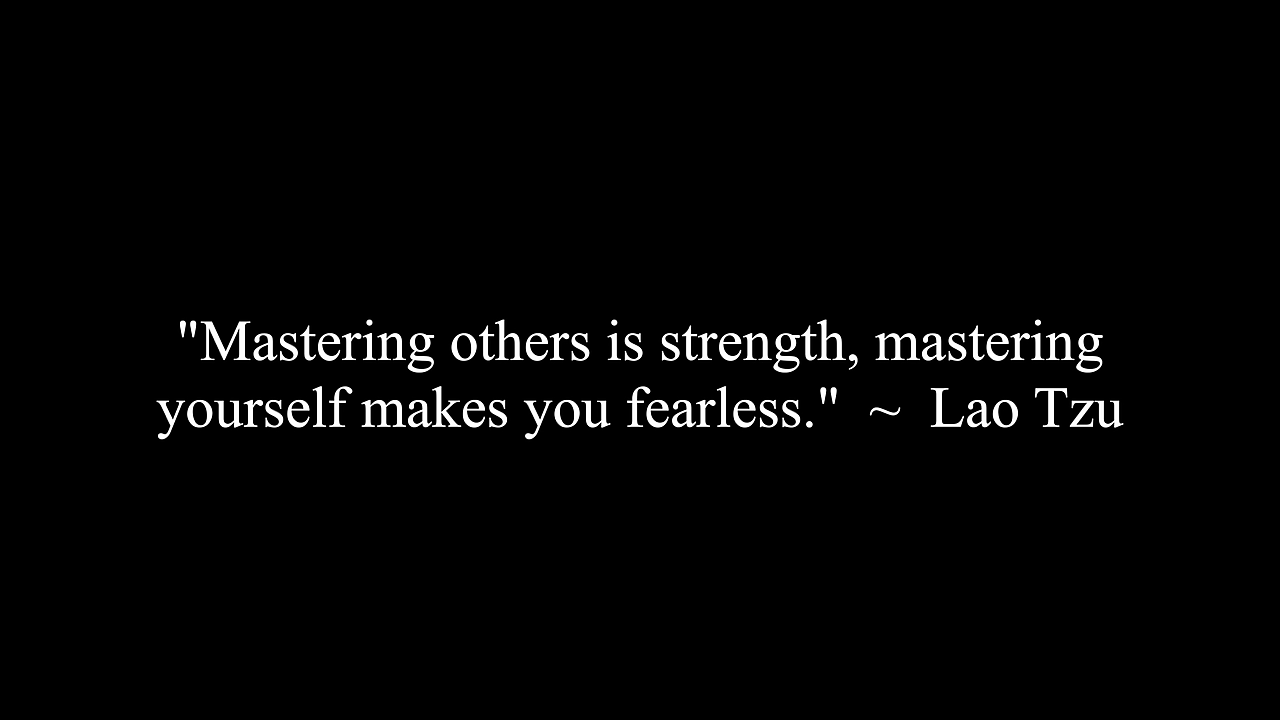 "Mastering others is strength, mastering
yourself makes you fearless."  ~  Lao Tzu